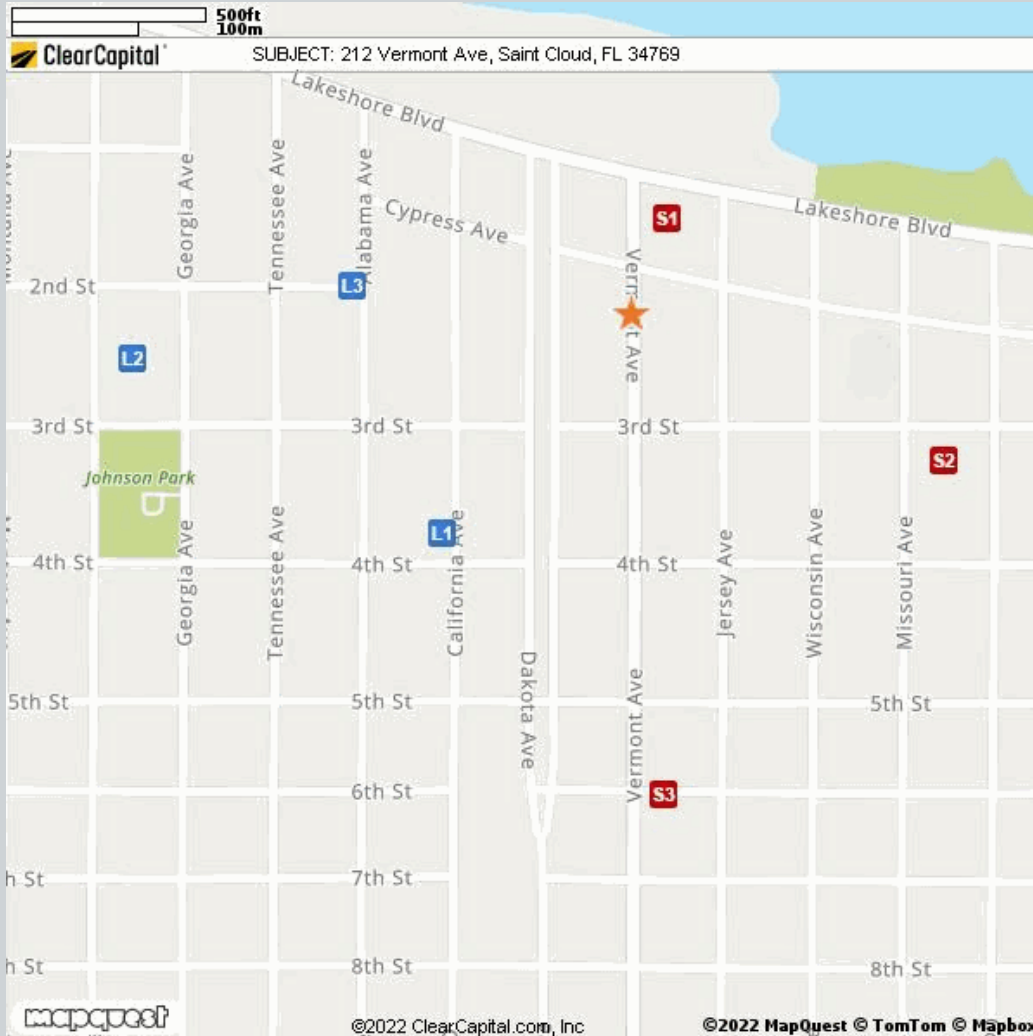 500ft
100m
ClearCapital
SUBJECT: 212 Vermont Ave, Saint Cloud, FL 34769
Lakeshore Blvd
Georgia Ave
Tennessee Ave
Alabama Ave
Cypress Ave
S1
Lakeshore Blvd
2nd St
L3
Verm
t Ave
L2
3rd St
3rd St
3rd St
S2
Johnson Park
L1
4th St
4th St
4th St
Georgia Ave
Tennessee Ave
California Ave
Jersey Ave
Wisconsin Ave
Missouri Ave
Dakota Ave
Vermont Ave
5th St
5th St
5th St
6th St
S3
h St
7th St
h St
8th St
8th St
mapquest
©2022 ClearCapital.com, Inc
©2022 MapQuest © TomTom © Mapbox